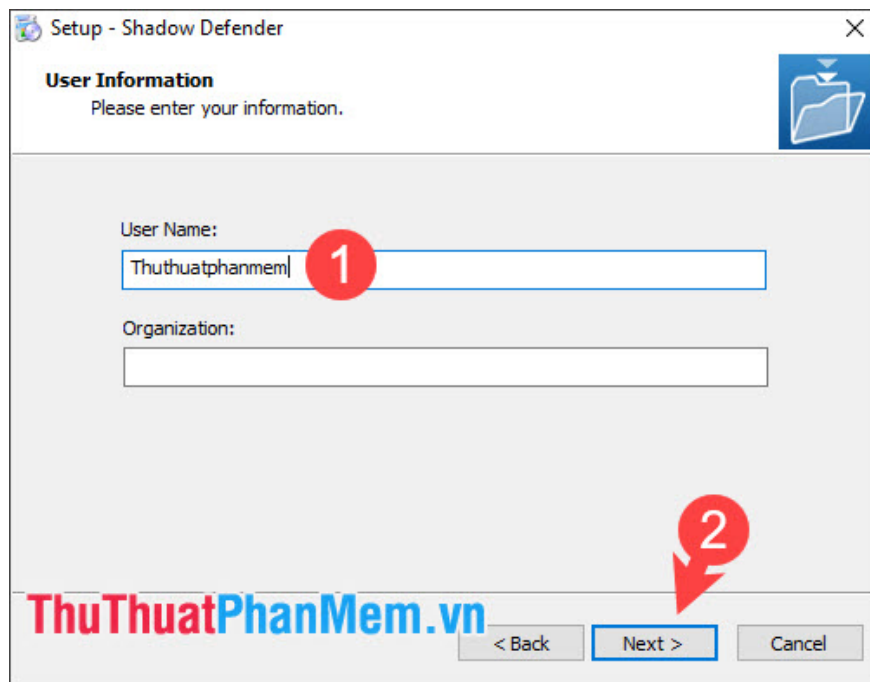 Setup - Shadow Defender
User Information
Please enter your information.
User Name:
Thuthuatphanmem
1
Organization:
2
ThuThuatPhanMem.vn
< Back Next > Cancel